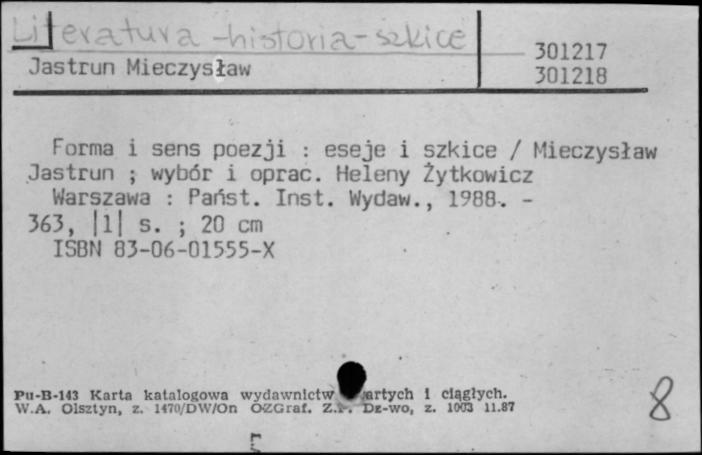 Literatura - historia - szkice
301217
Jastrun Mieczysław
301218
Forma i sens poezji : eseje i szkice / Mieczysław
Jastrun ; wybór i oprac. Heleny Żytkowicz
Warszawa : Państ. Inst. Wydaw., 1988. -
363, |1| s. ; 20 cm
ISBN 83-06-01555-X
Pu-B-143 Karta katalogowa wydawnictw i ciągłych.
W.A. Olsztyn, z. 1470/DW/On OZGraf. Z.P. Dz-wo, z. 1003 11.87
8